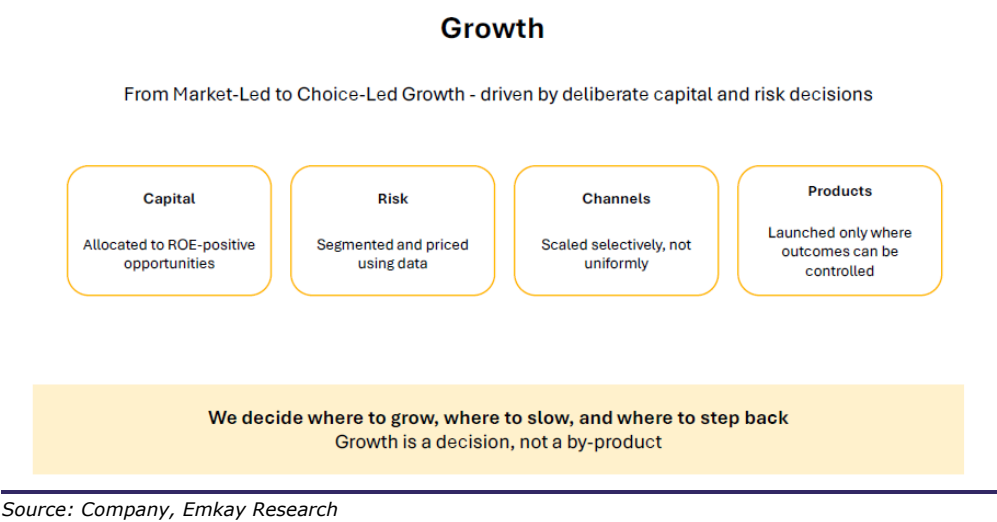 Growth
From Market-Led to Choice-Led Growth - driven by deliberate capital and risk decisions
Capital
Allocated to ROE-positive
opportunities
Risk
Segmented and priced
using data
Channels
Scaled selectively, not
uniformly
Products
Launched only where
outcomes can be
controlled
We decide where to grow, where to slow, and where to step back
Growth is a decision, not a by-product
Source: Company, Emkay Research